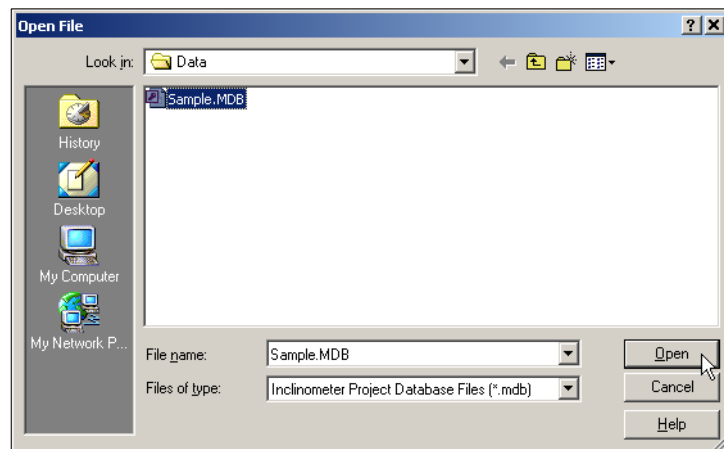 Open File
Look in: Data
Sample.MDB
History
Desktop
My Computer
My Network P...
File name: Sample.MDB Open
Files of type: Inclinometer Project Database Files (*.mdb) Cancel
Help